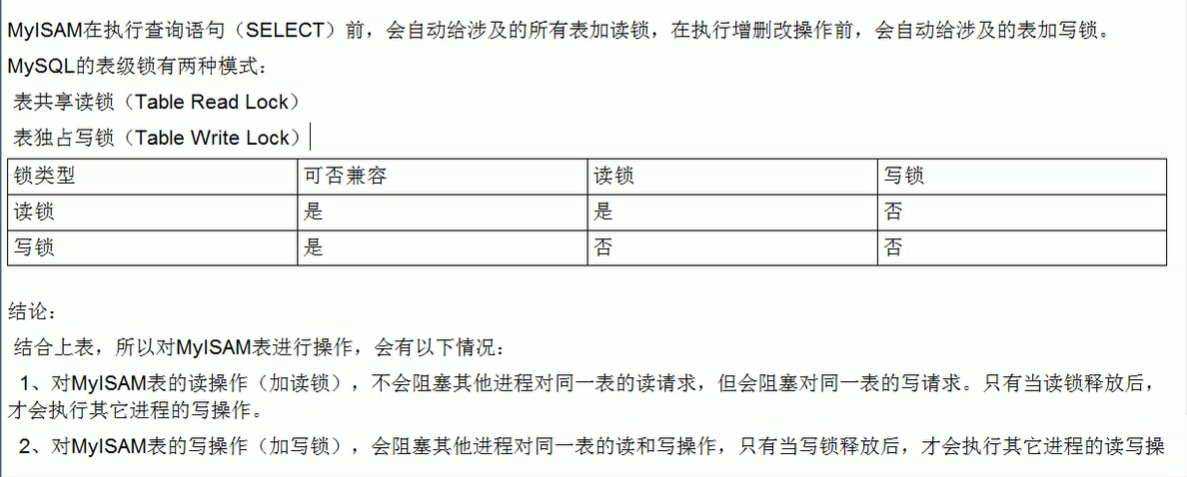 MyISAM在执行查询语句（SELECT）前，会自动给涉及的所有表加读锁，在执行增删改操作前，会自动给涉及的表加写锁。
MySQL的表级锁有两种模式：
表共享读锁（Table Read Lock）
表独占写锁（Table Write Lock）
锁类型 可否兼容 读锁 写锁
读锁 是 是 否
写锁 是 否 否
结论：
结合上表，所以对MyISAM表进行操作，会有以下情况：
1、对MyISAM表的读操作（加读锁），不会阻塞其他进程对同一表的读请求，但会阻塞对同一表的写请求。只有当读锁释放后，
才会执行其它进程的写操作。
2、对MyISAM表的写操作（加写锁），会阻塞其他进程对同一表的读和写操作，只有当写锁释放后，才会执行其它进程的读写操